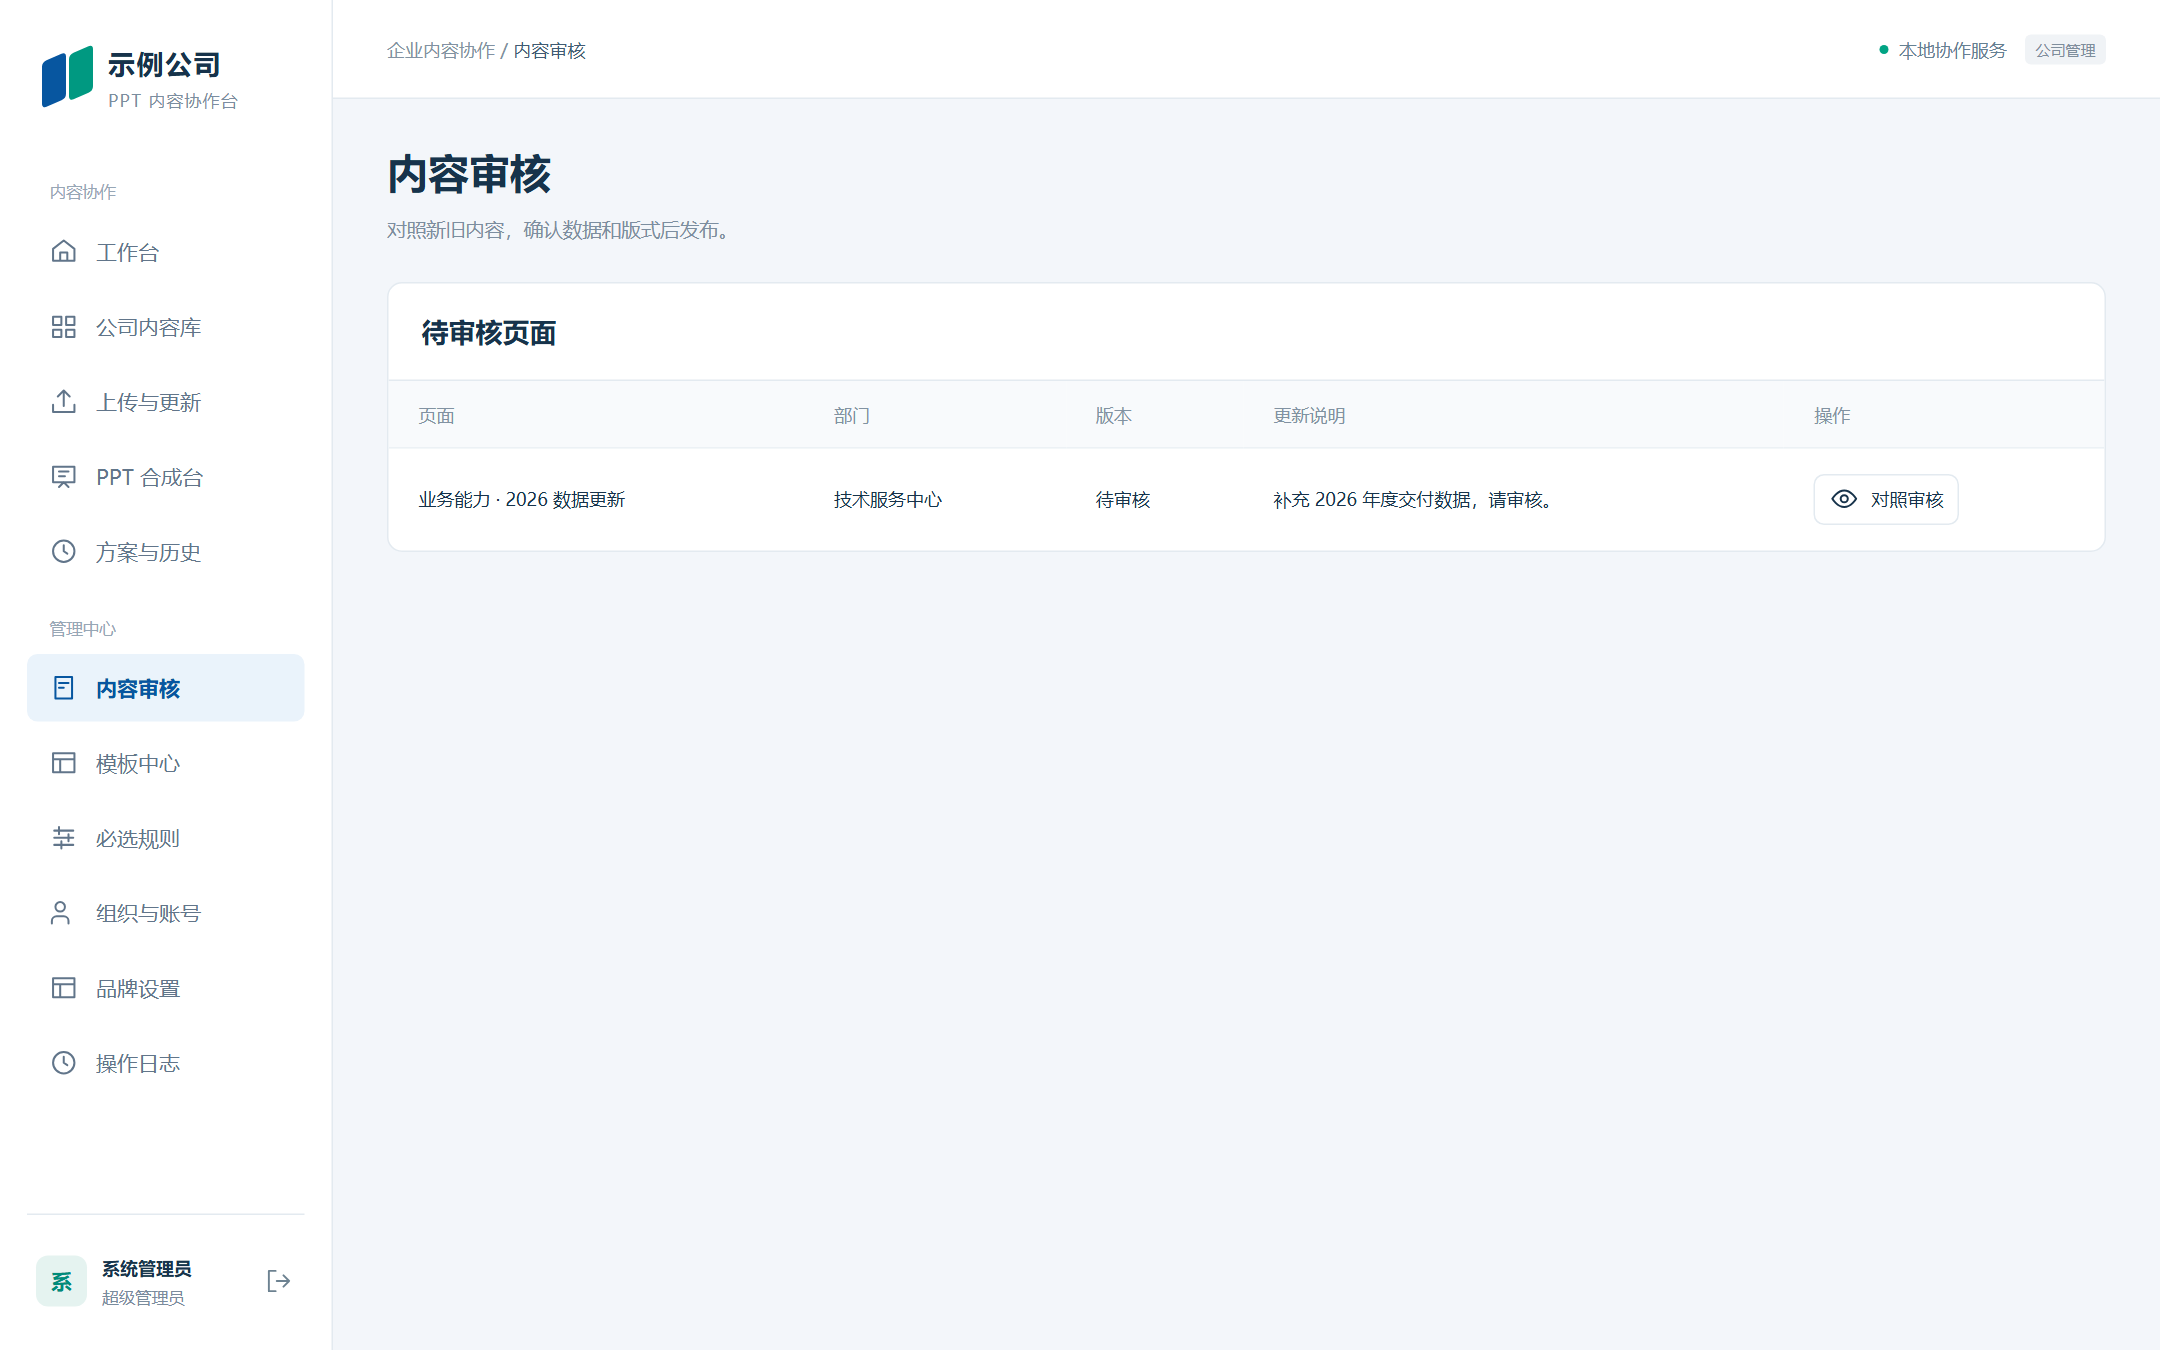 示例公司
PPT 内容协作台
内容协作
工作台
公司内容库
上传与更新
PPT 合成台
方案与历史
管理中心
内容审核
模板中心
必选规则
组织与账号
品牌设置
操作日志
系
系统管理员
超级管理员
企业内容协作 / 内容审核
本地协作服务
公司管理
内容审核
对照新旧内容，确认数据和版式后发布。
待审核页面
页面 部门 版本 更新说明 操作
业务能力 · 2026 数据更新 技术服务中心 待审核 补充 2026 年度交付数据，请审核。 对照审核